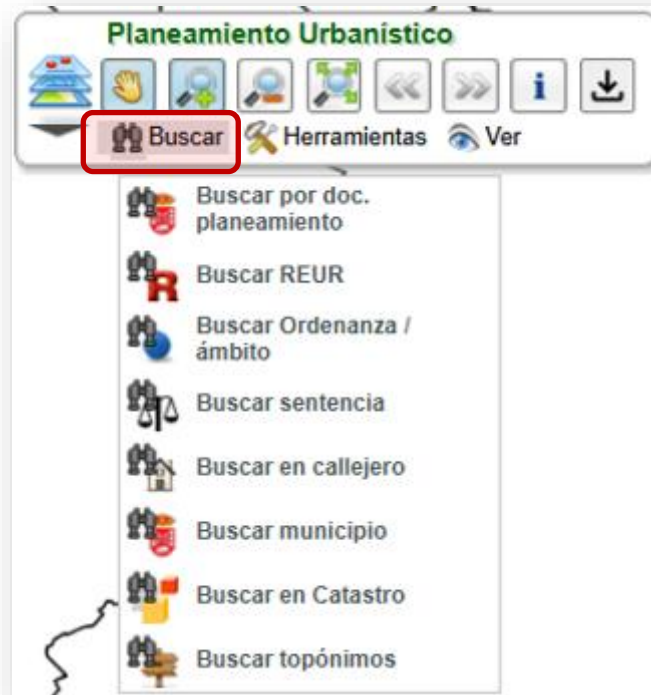 Planeamiento Urbanístico
i
Buscar Herramientas Ver
Buscar por doc.
planeamiento
Buscar REUR
Buscar Ordenanza /
ámbito
Buscar sentencia
Buscar en callejero
Buscar municipio
Buscar en Catastro
Buscar topónimos